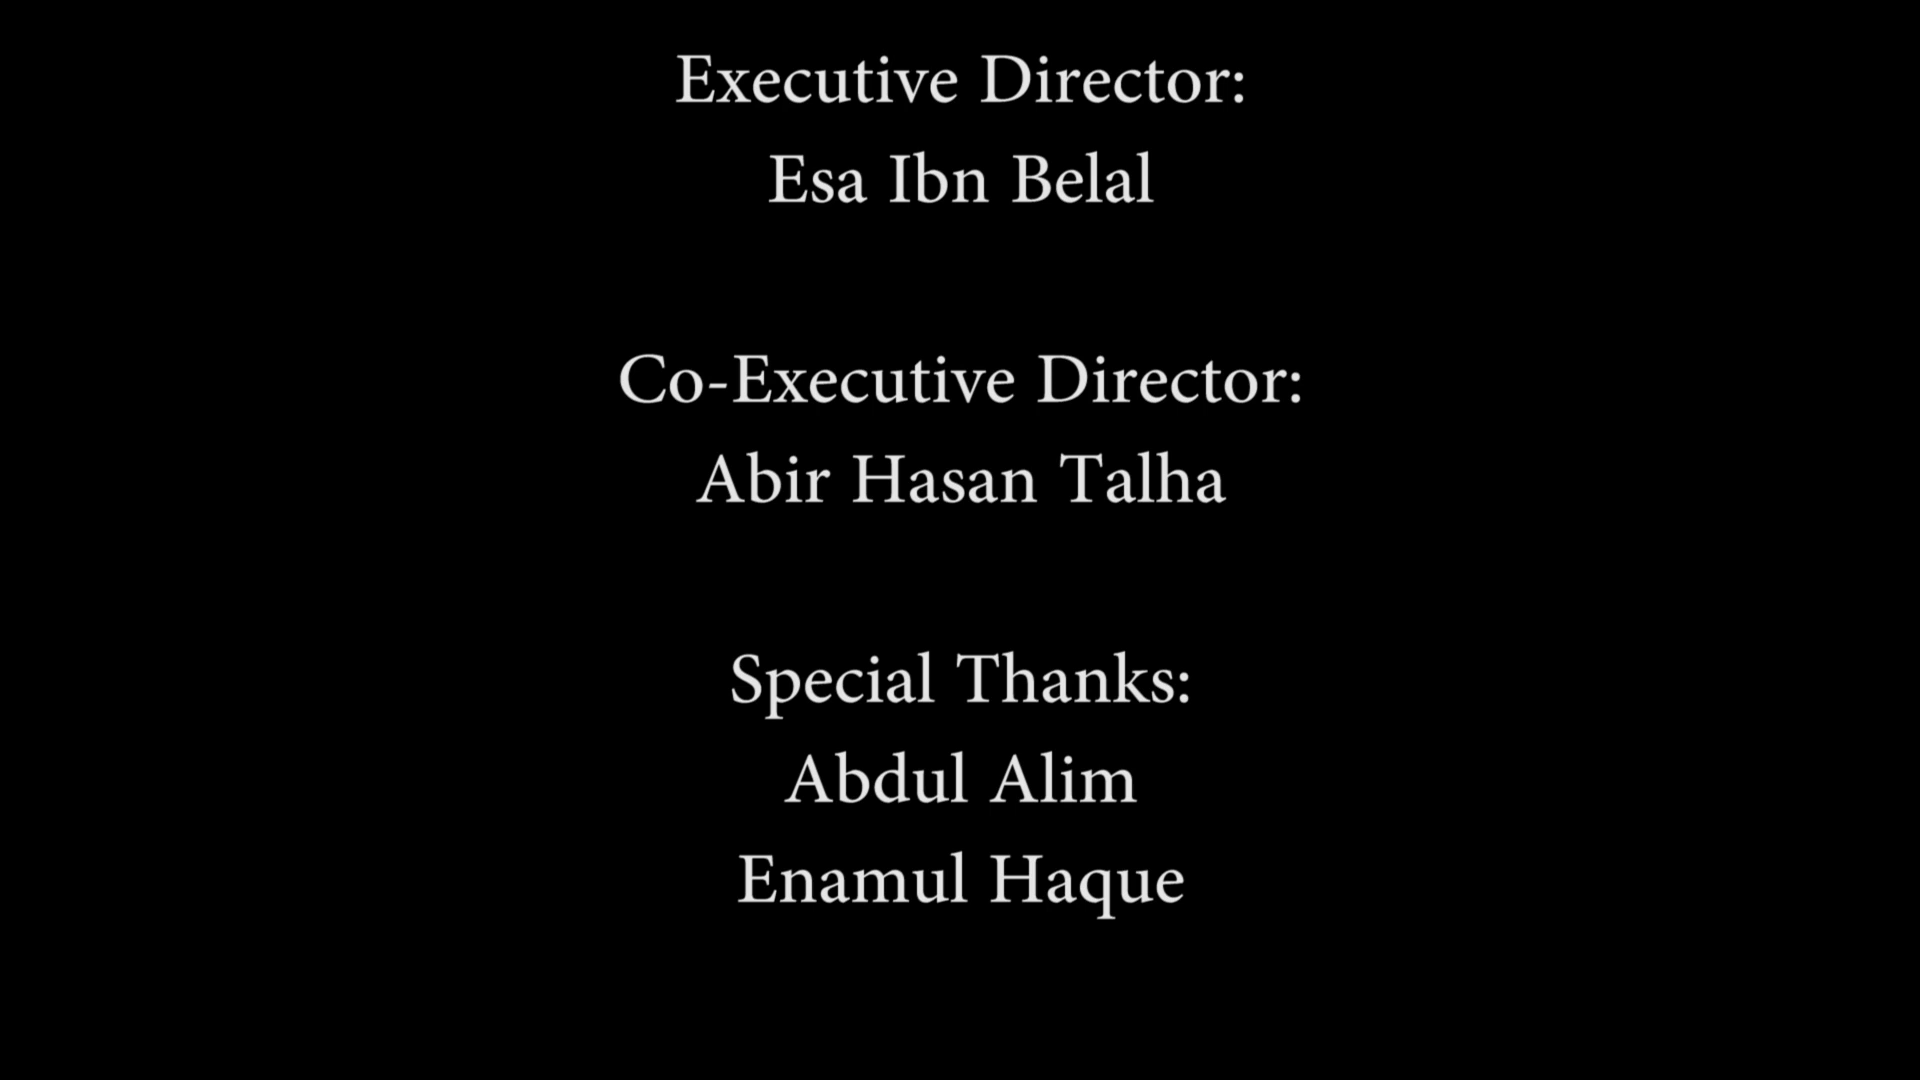 Executive Director:
Esa Ibn Belal
Co-Executive Director:
Abir Hasan Talha
Special Thanks:
Abdul Alim
Enamul Haque